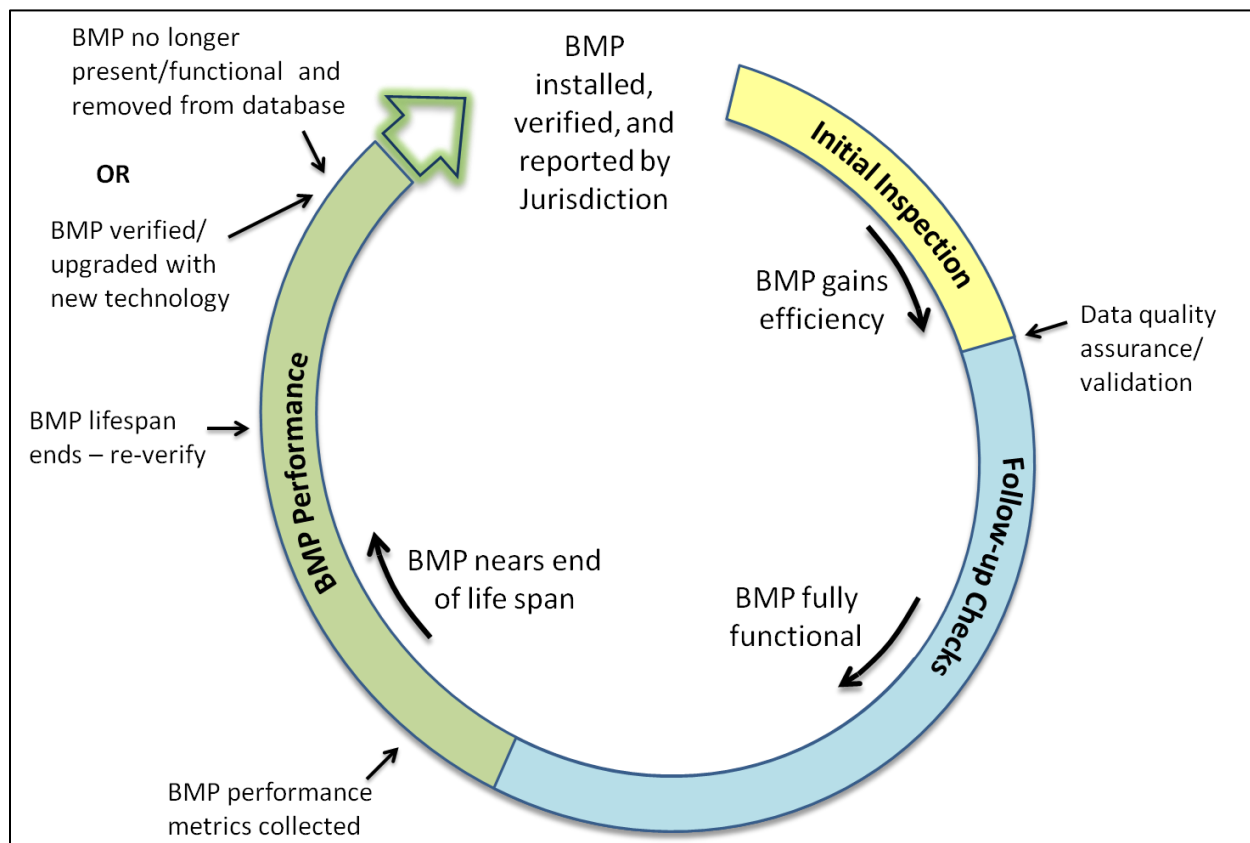 BMP no longer
present/functional and
removed from database
OR
BMP verified/
upgraded with
new technology
BMP lifespan
ends – re-verify
BMP performance
metrics collected
BMP
installed,
verified, and
reported by
Jurisdiction
Initial Inspection
BMP gains
efficiency
Data quality
assurance/
validation
Follow-up Checks
BMP fully
functional
BMP nears end
of life span
BMP Performance